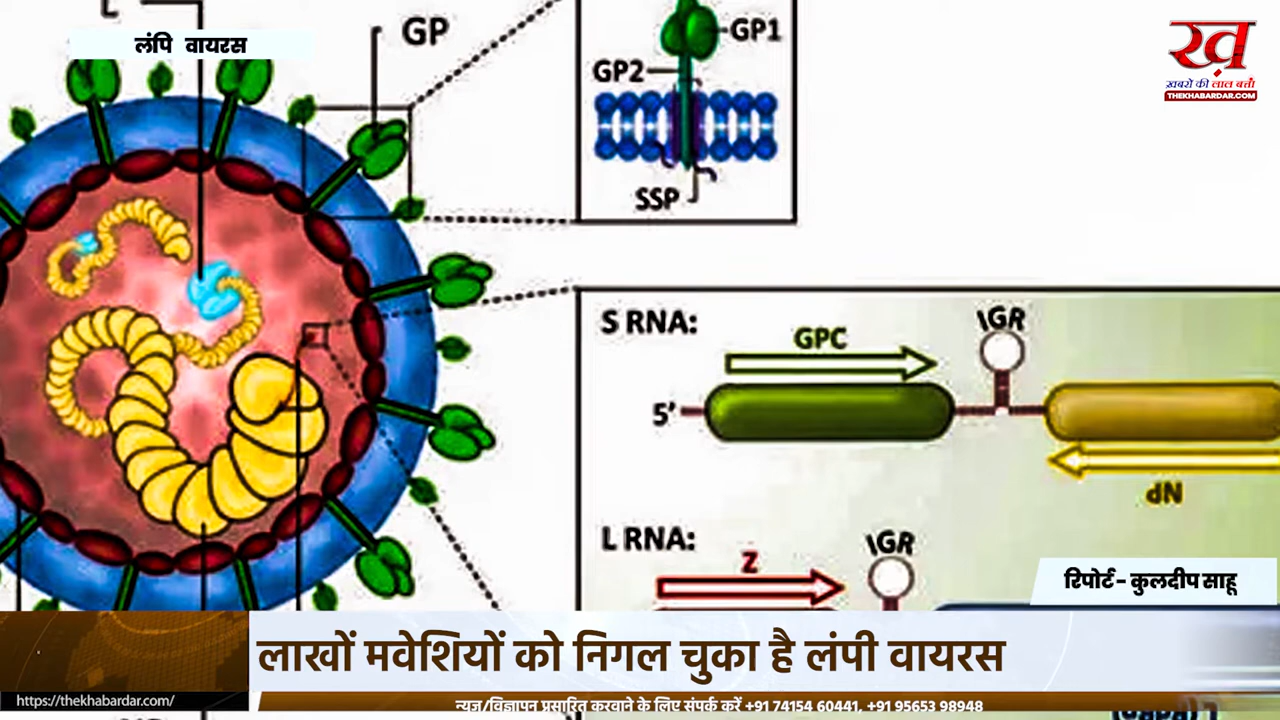 L
GP
लंपि वायरस
GP1
GP2
SSP
ख़
ख़बरों की लाल बत्ती
THEKHABARDAR.COM
S RNA:
GPC
IGR
5'
NP
L RNA:
Z
IGR
रिपोर्ट - कुलदीप साहू
लाखों मवेशियों को निगल चुका है लंपी वायरस
https://thekhabardar.com/
न्यूज/विज्ञापन प्रसारित करवाने के लिए संपर्क करें +91 74154 60441, +91 95653 98948